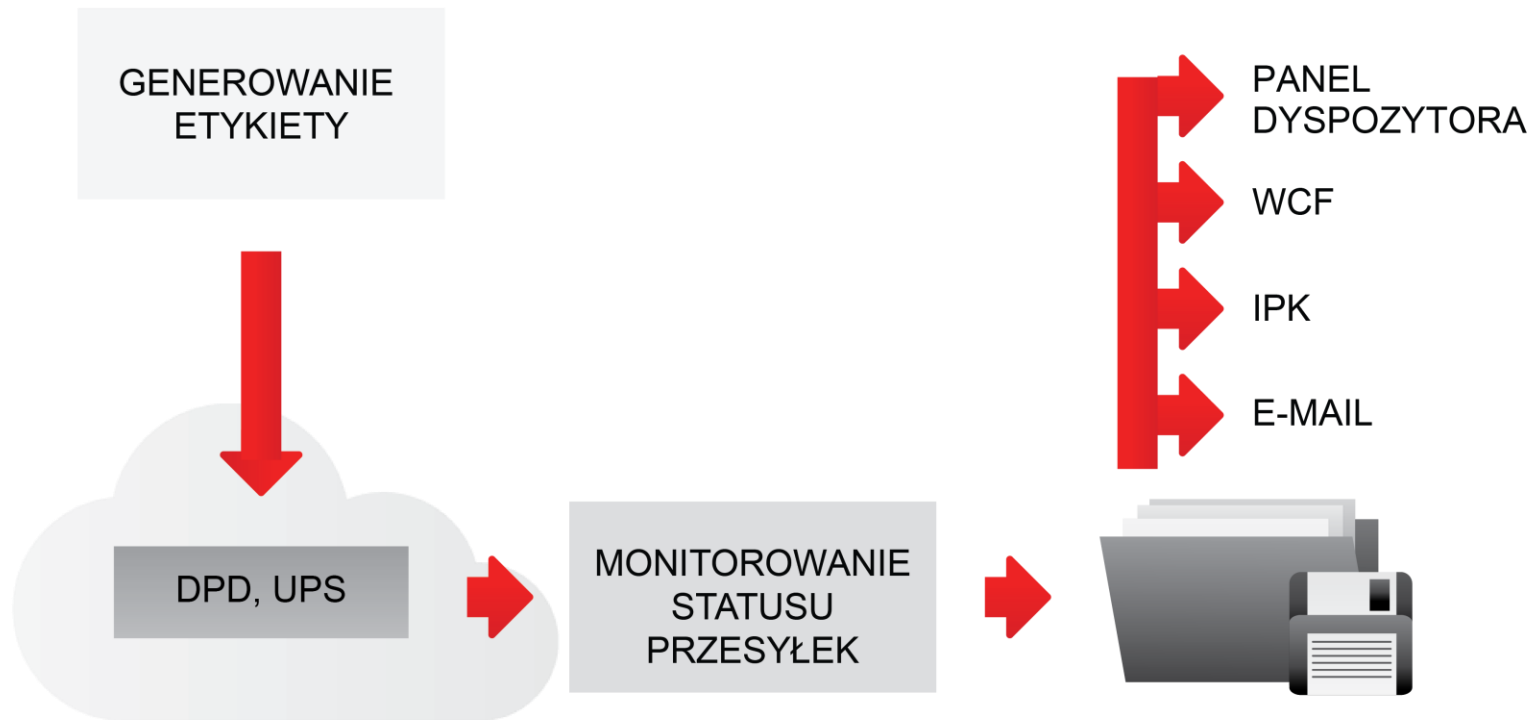 GENEROWANIE
ETYKIETY
DPD, UPS
MONITOROWANIE
STATUSU
PRZESYŁEK
PANEL
DYSPOZYTORA
WCF
IPK
E-MAIL